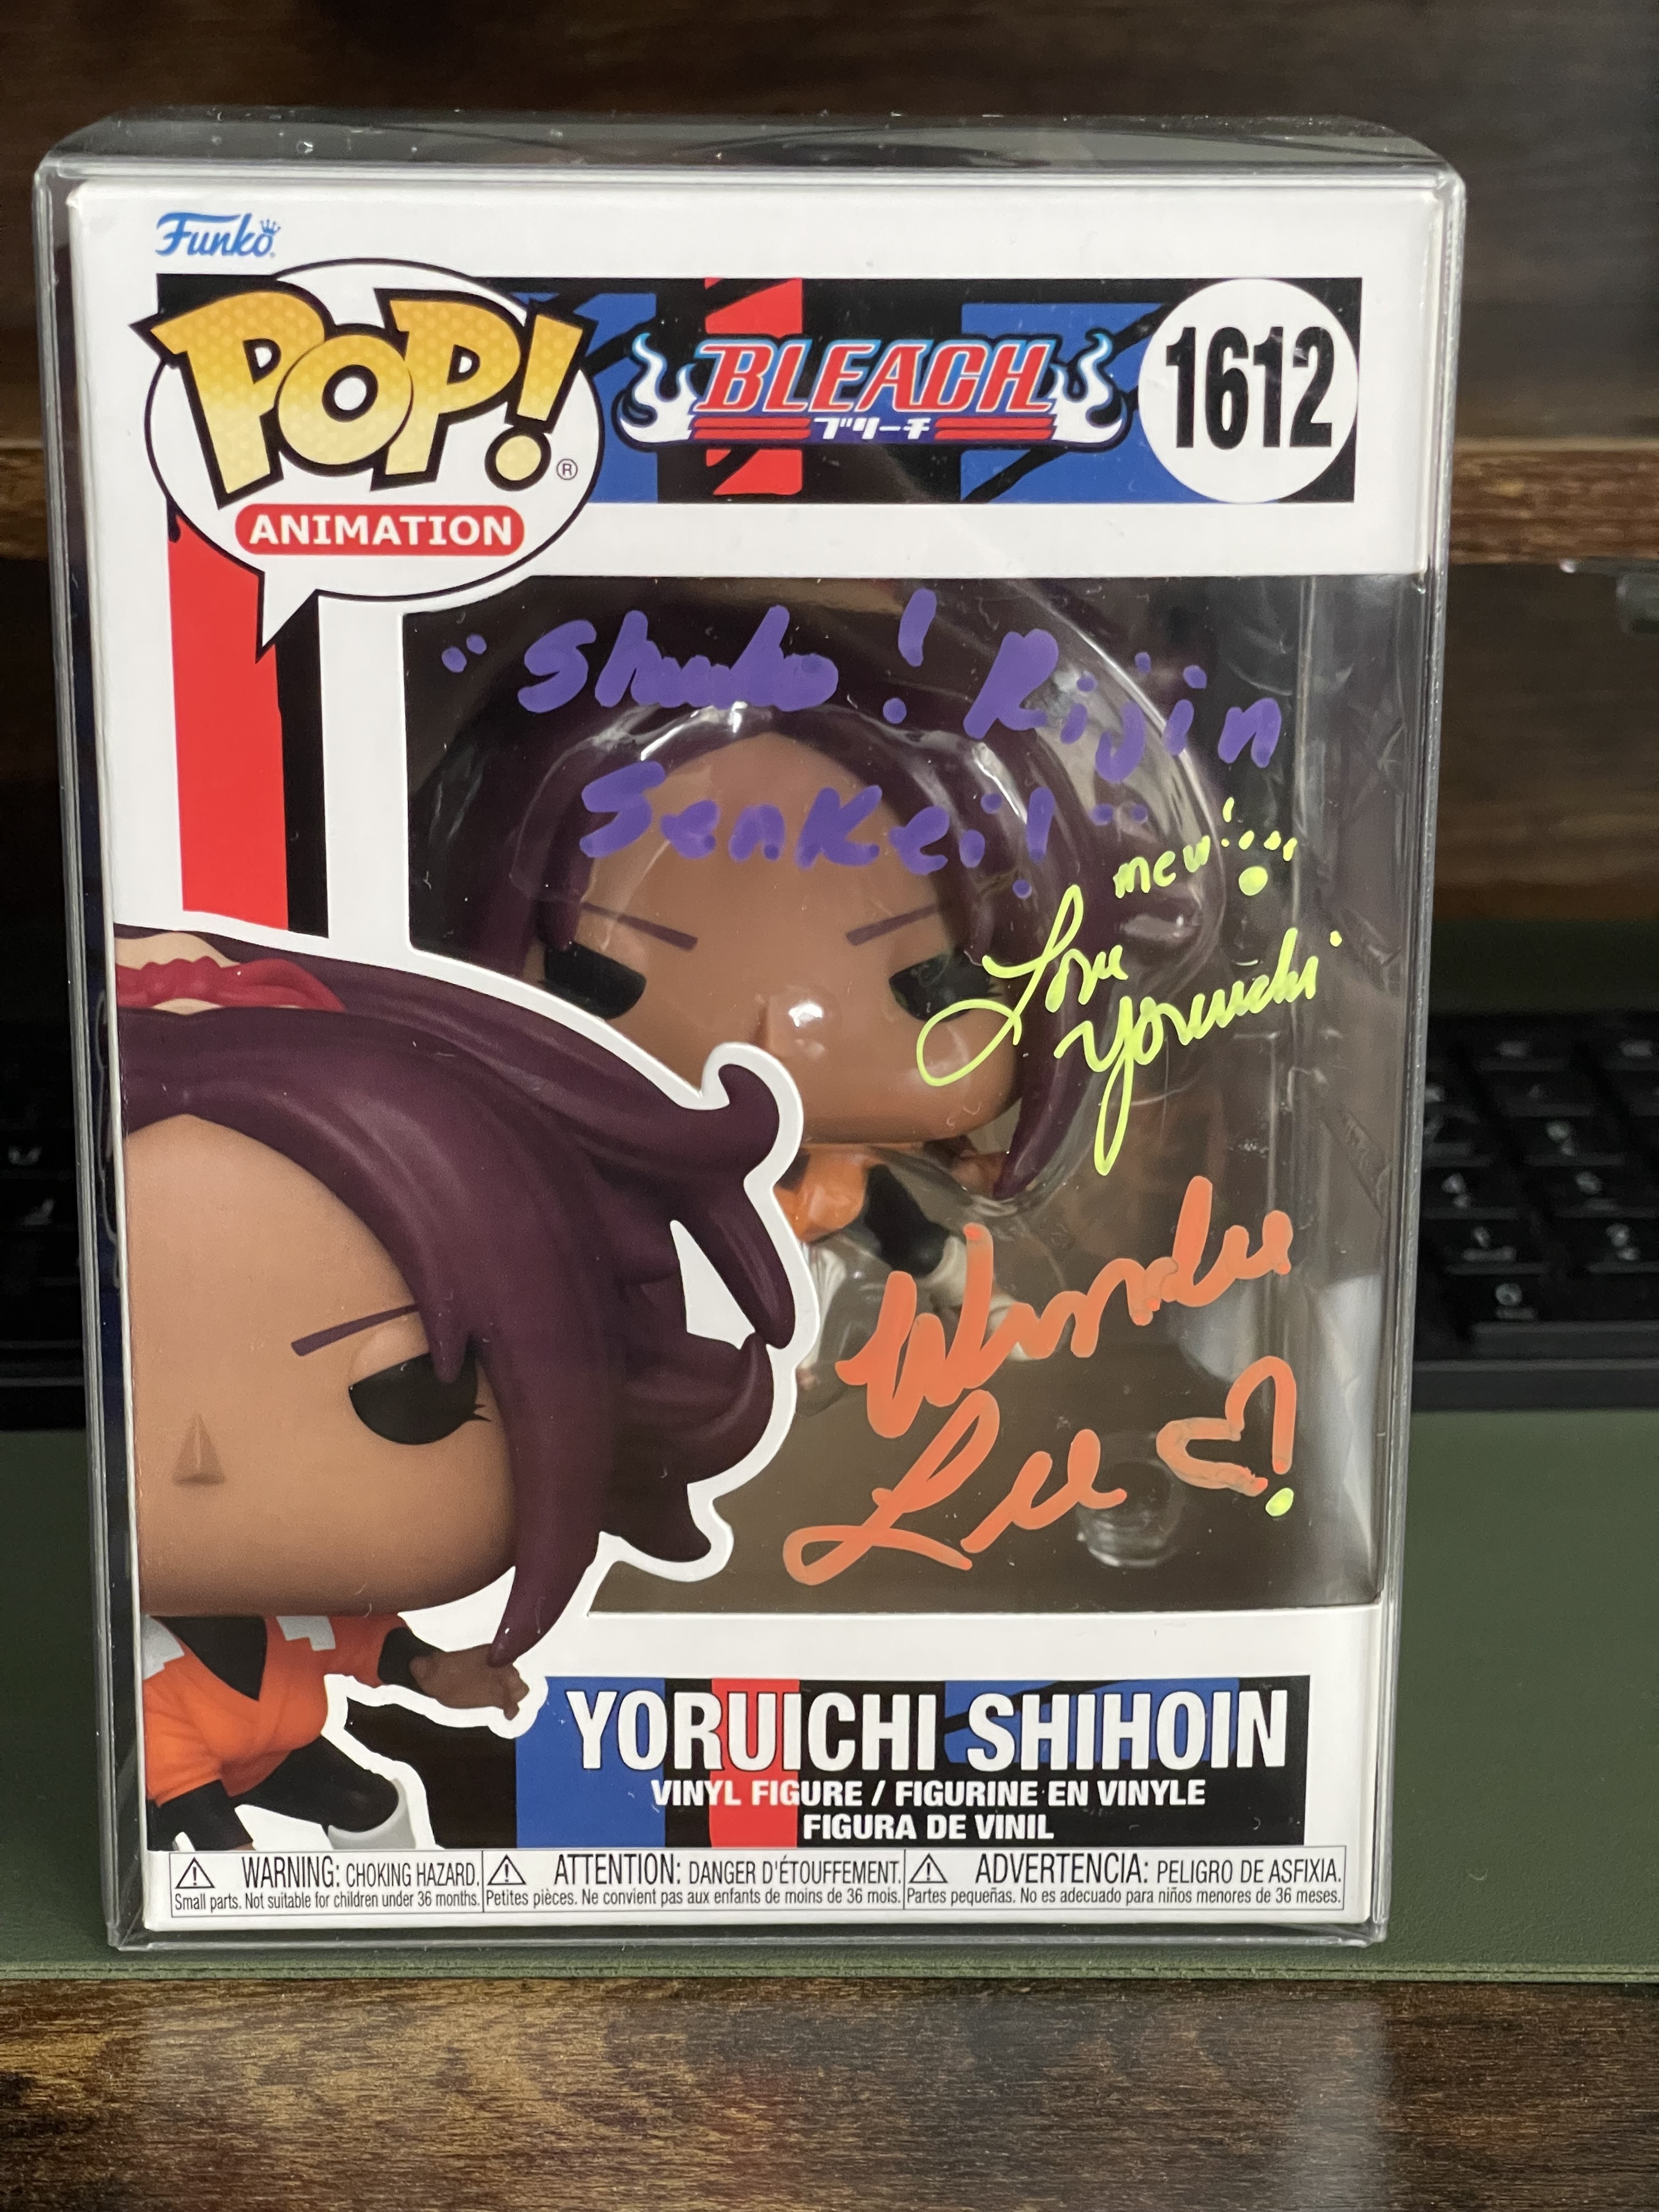 Funko
POP!®
ANIMATION
BLEACH
ブリーチ
1612
"Shunko! Rijin
Senkei!"
"mew!"
Love
Yoruichi
Wendee
Lee
YORUICHI SHIHOIN
VINYL FIGURE / FIGURINE EN VINYLE
FIGURA DE VINIL
WARNING: CHOKING HAZARD.
Small parts. Not suitable for children under 36 months.
ATTENTION: DANGER D'ÉTOUFFEMENT.
Petites pièces. Ne convient pas aux enfants de moins de 36 mois.
ADVERTENCIA: PELIGRO DE ASFIXIA.
Partes pequeñas. No es adecuado para niños menores de 36 meses.